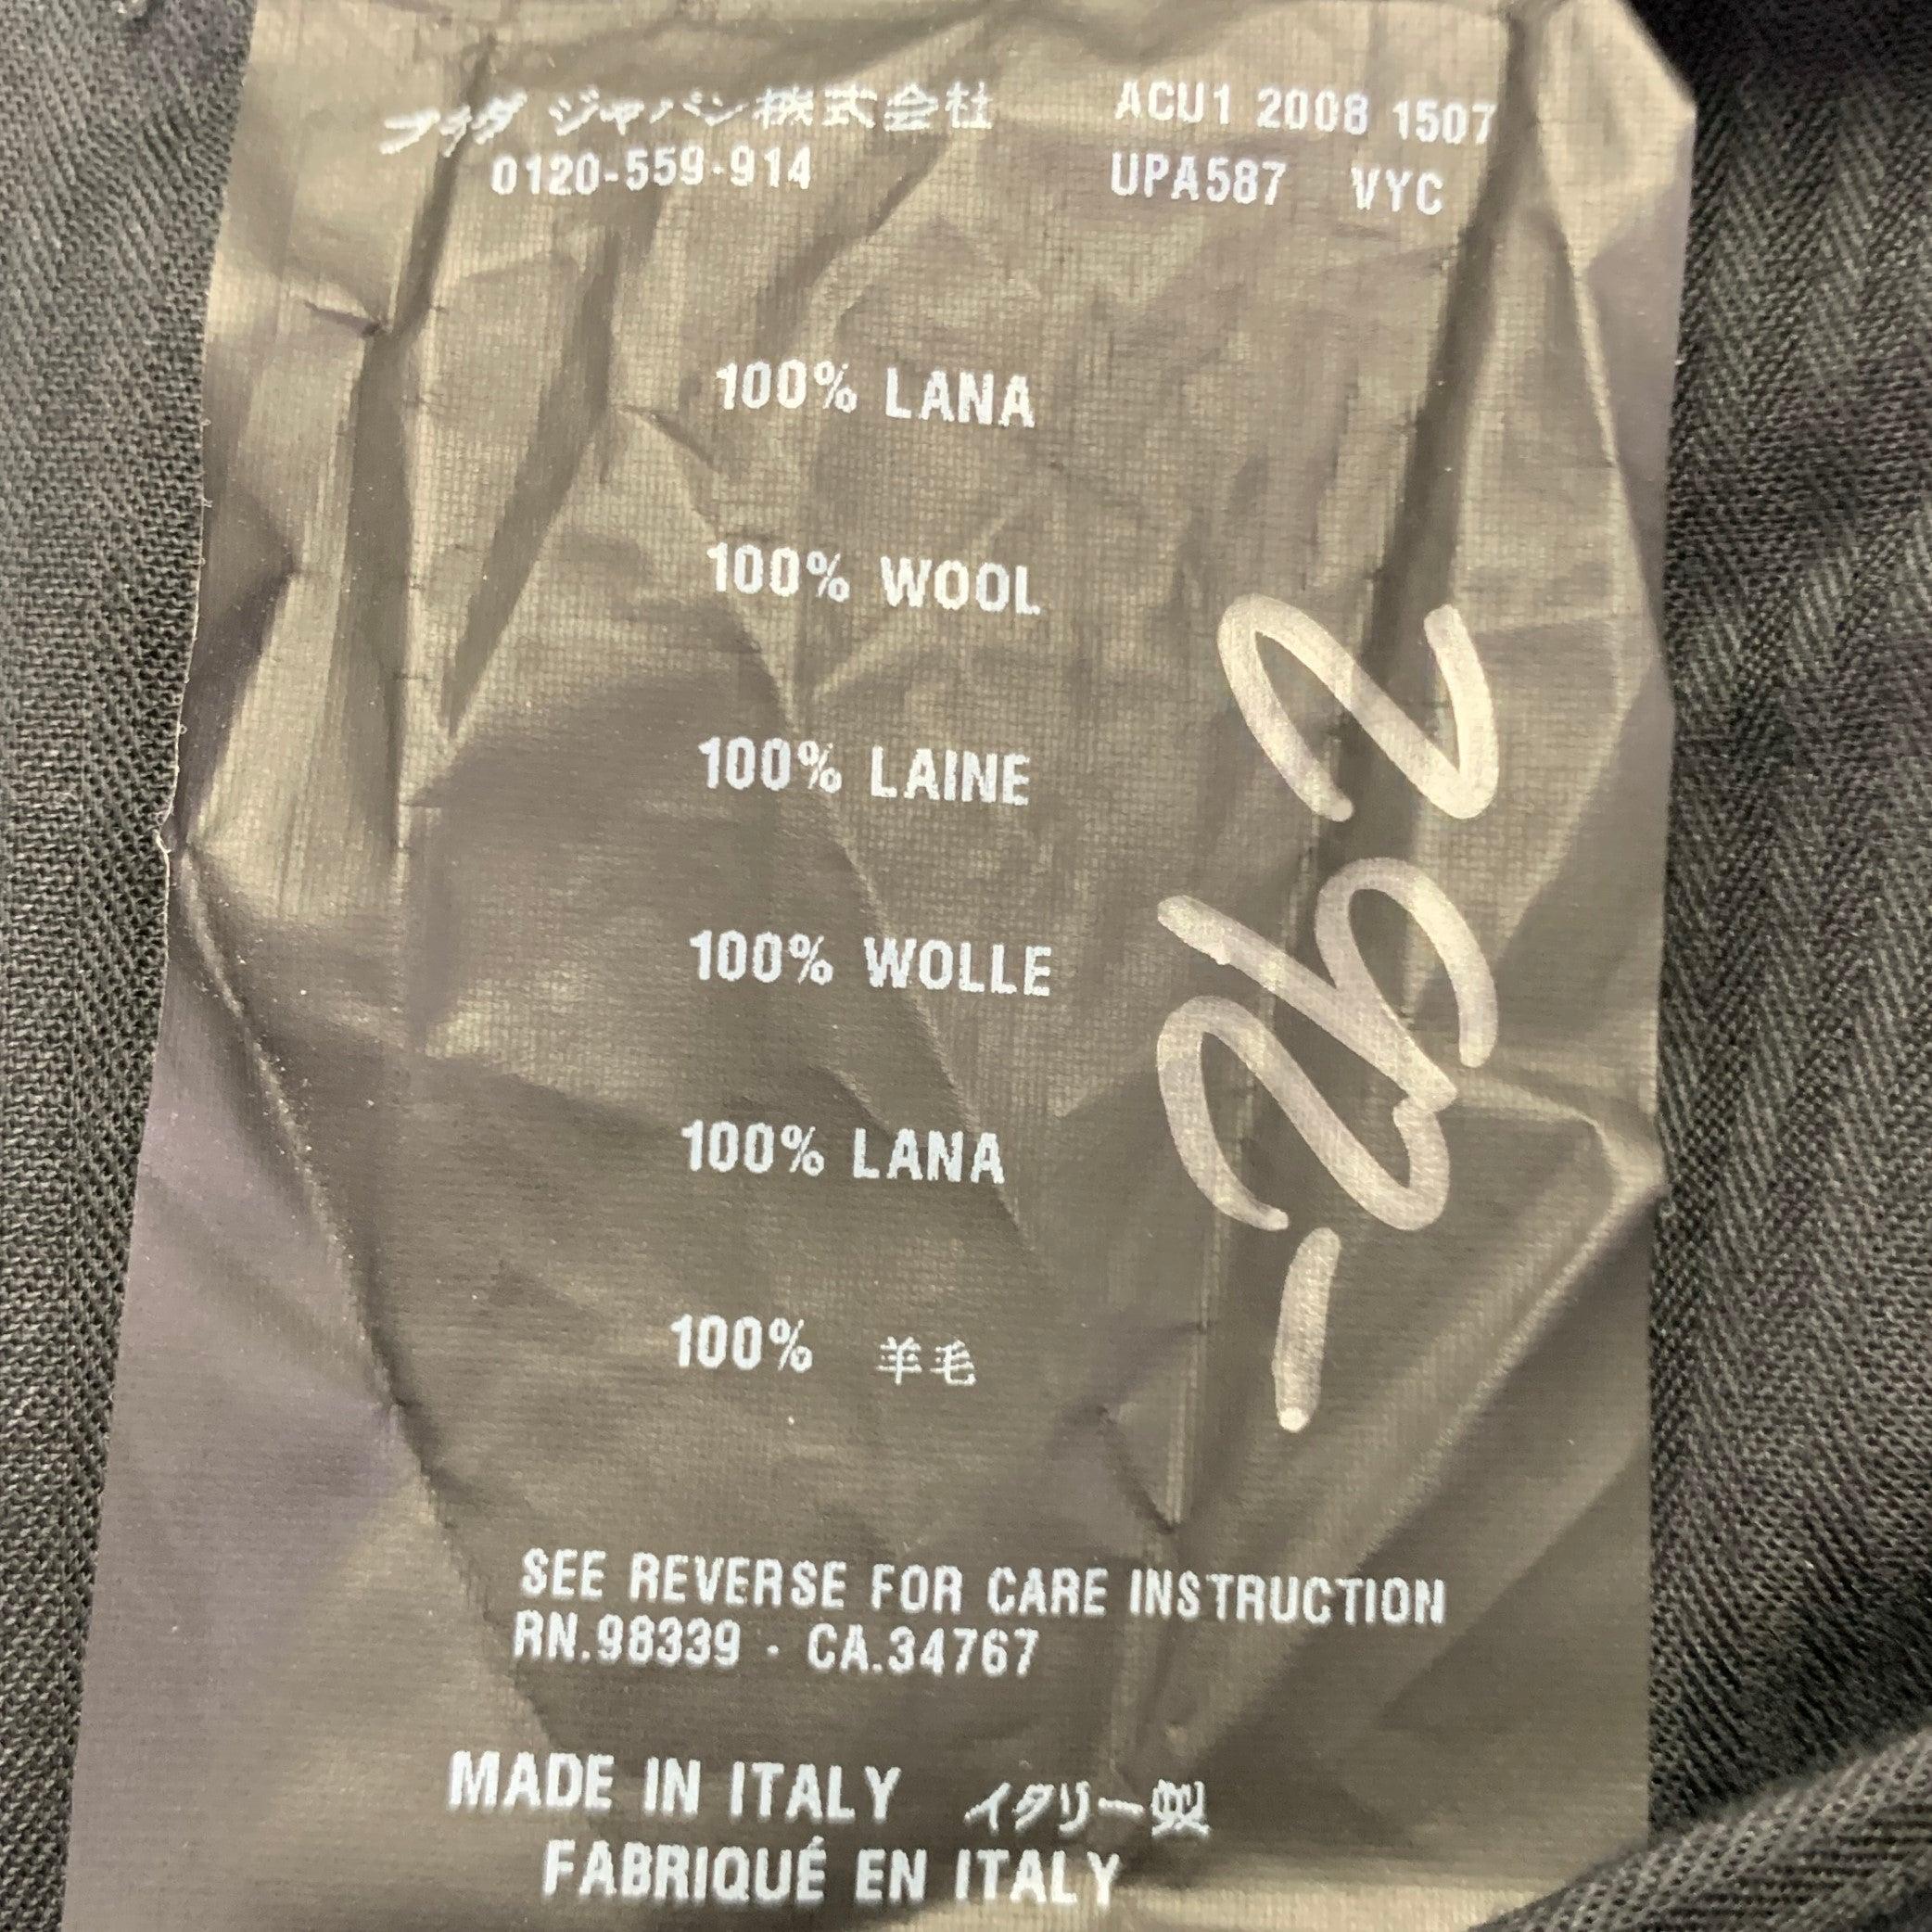 プラダ ジャパン株式会社
0120-559-914
ACU1 2008 1507
UPA587 VYC
100% LANA
100% WOOL
100% LAINE
100% WOLLE
100% LANA
100% 羊毛
SEE REVERSE FOR CARE INSTRUCTION
RN.98339 · CA.34767
MADE IN ITALY イタリー製
FABRIQUÉ EN ITALY